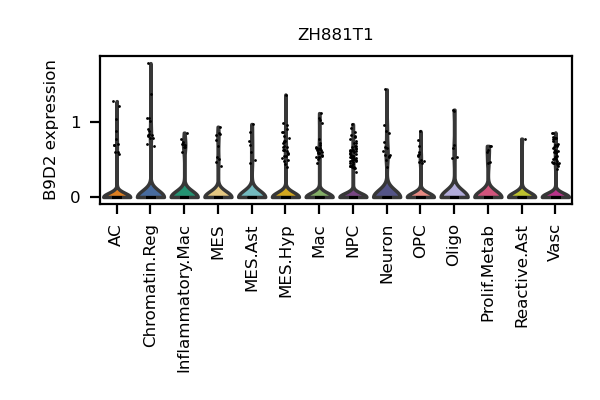 ZH881T1
B9D2 expression
1
0
AC
Chromatin.Reg
Inflammatory.Mac
MES
MES.Ast
MES.Hyp
Mac
NPC
Neuron
OPC
Oligo
Prolif.Metab
Reactive.Ast
Vasc